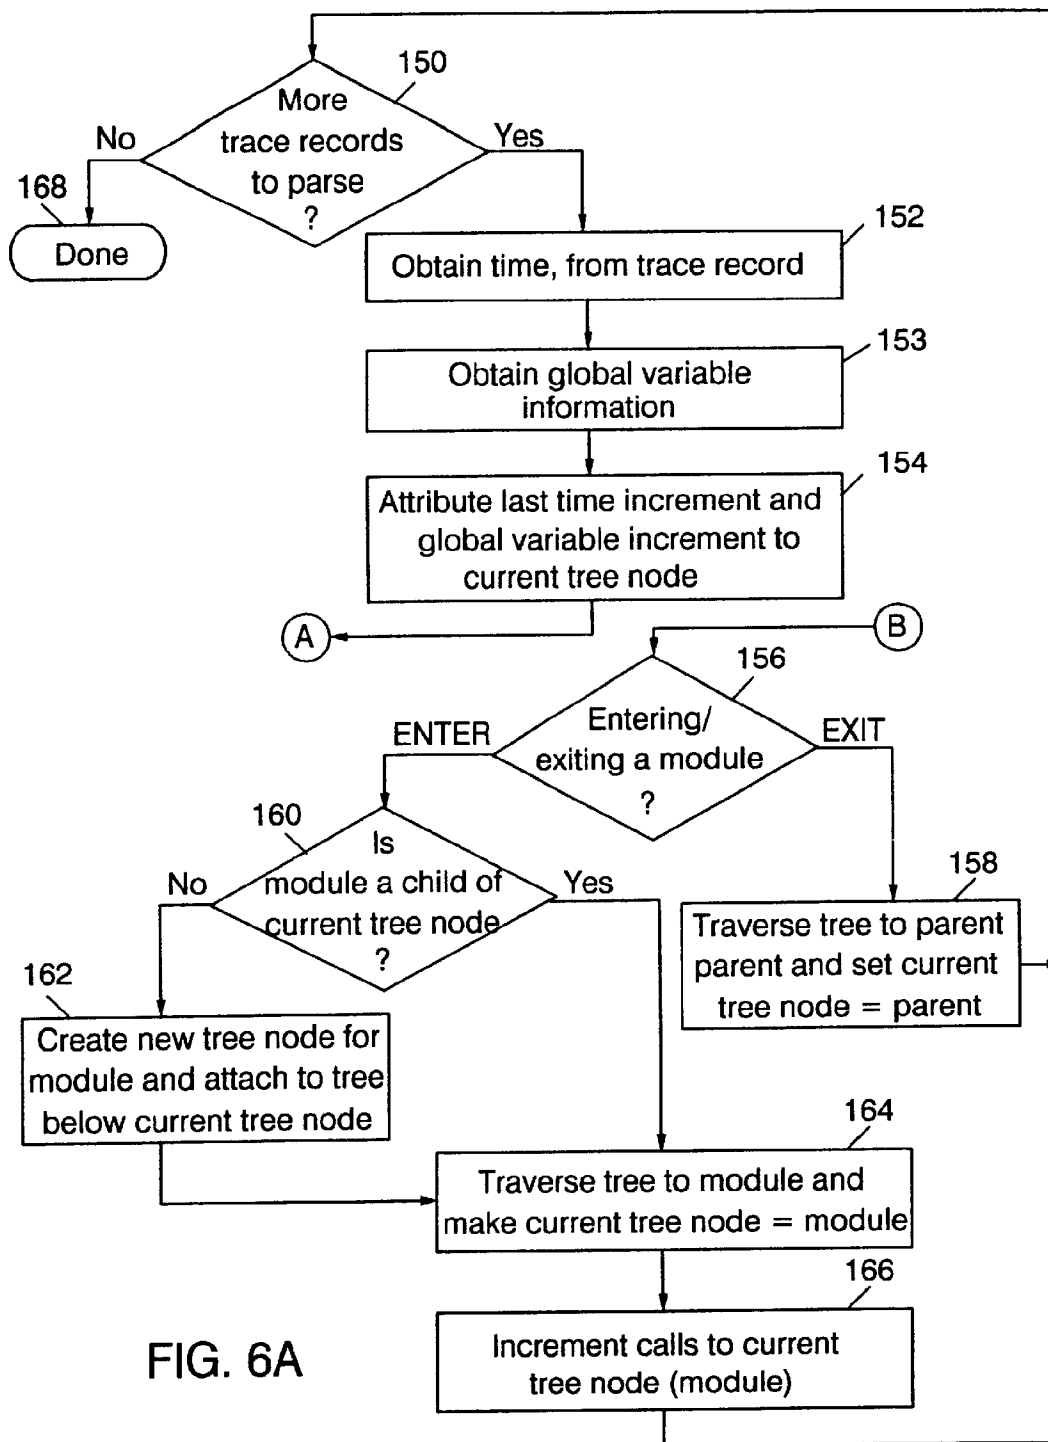 150
More
trace records
to parse
?
No
Yes
168
Done
152
Obtain time, from trace record
153
Obtain global variable
information
154
Attribute last time increment and
global variable increment to
current tree node
A
B
156
Entering/
exiting a module
?
ENTER
EXIT
160
Is
module a child of
current tree node
?
No
Yes
158
Traverse tree to parent
parent and set current
tree node = parent
162
Create new tree node for
module and attach to tree
below current tree node
164
Traverse tree to module and
make current tree node = module
166
Increment calls to current
tree node (module)
FIG. 6A